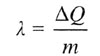 λ = ΔQ / m